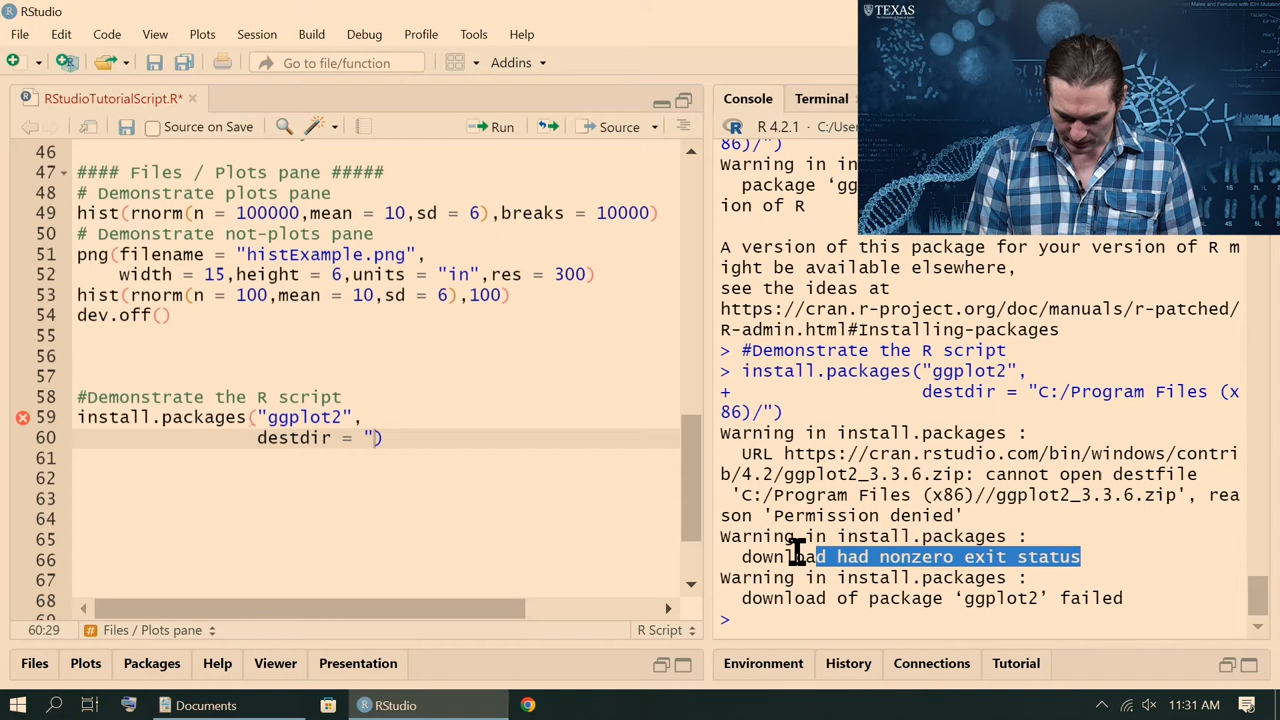 RStudio
File Edit Code View Plots Session Build Debug Profile Tools Help
Go to file/function Addins
RStudioTutorialScript.R*
Source on Save Run Source
46
47 #### Files / Plots pane #####
48 # Demonstrate plots pane
49 hist(rnorm(n = 100000,mean = 10,sd = 6),breaks = 10000)
50 # Demonstrate not-plots pane
51 png(filename = "histExample.png",
52 width = 15,height = 6,units = "in",res = 300)
53 hist(rnorm(n = 100,mean = 10,sd = 6),100)
54 dev.off()
55
56
57
58 #Demonstrate the R script
59 install.packages("ggplot2",
60 destdir = ")
61
62
63
64
65
66
67
68
60:29 # Files / Plots pane R Script
Files Plots Packages Help Viewer Presentation
TEXAS
Males and Females with IDH Mutation
Console Terminal
R 4.2.1 · C:/User
86)/")
Warning in
package ‘gg
ion of R
A version of this package for your version of R m
ight be available elsewhere,
see the ideas at
https://cran.r-project.org/doc/manuals/r-patched/
R-admin.html#Installing-packages
> #Demonstrate the R script
> install.packages("ggplot2",
+ destdir = "C:/Program Files (x
86)/")
Warning in install.packages :
URL https://cran.rstudio.com/bin/windows/contri
b/4.2/ggplot2_3.3.6.zip: cannot open destfile
'C:/Program Files (x86)//ggplot2_3.3.6.zip', rea
son 'Permission denied'
Warning in install.packages :
download had nonzero exit status
Warning in install.packages :
download of package ‘ggplot2’ failed
>
Environment History Connections Tutorial
Documents RStudio 11:31 AM